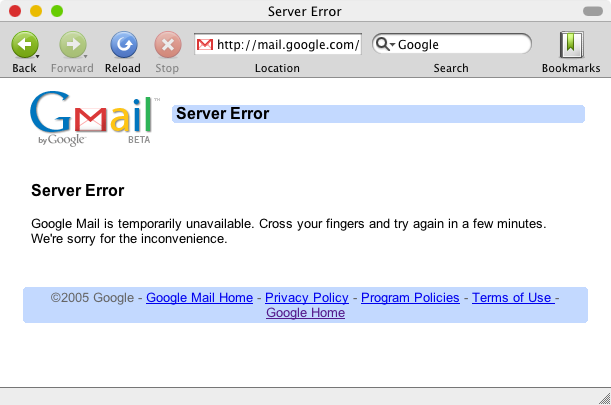 Server Error
http://mail.google.com/
Google
Back
Forward
Reload
Stop
Location
Search
Bookmarks
Gmail™
by Google™ BETA
Server Error
Server Error
Google Mail is temporarily unavailable. Cross your fingers and try again in a few minutes.
We're sorry for the inconvenience.
©2005 Google - Google Mail Home - Privacy Policy - Program Policies - Terms of Use -
Google Home